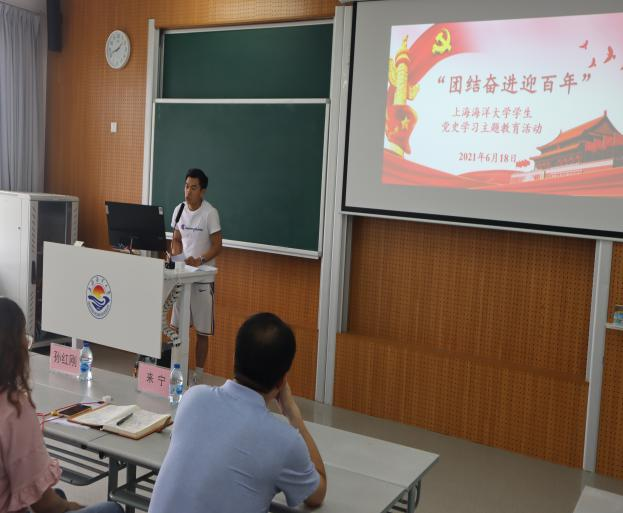 “团结奋进迎百年”
上海海洋大学学生
党史学习主题教育活动
2021年6月18日
孙红刚
来宁